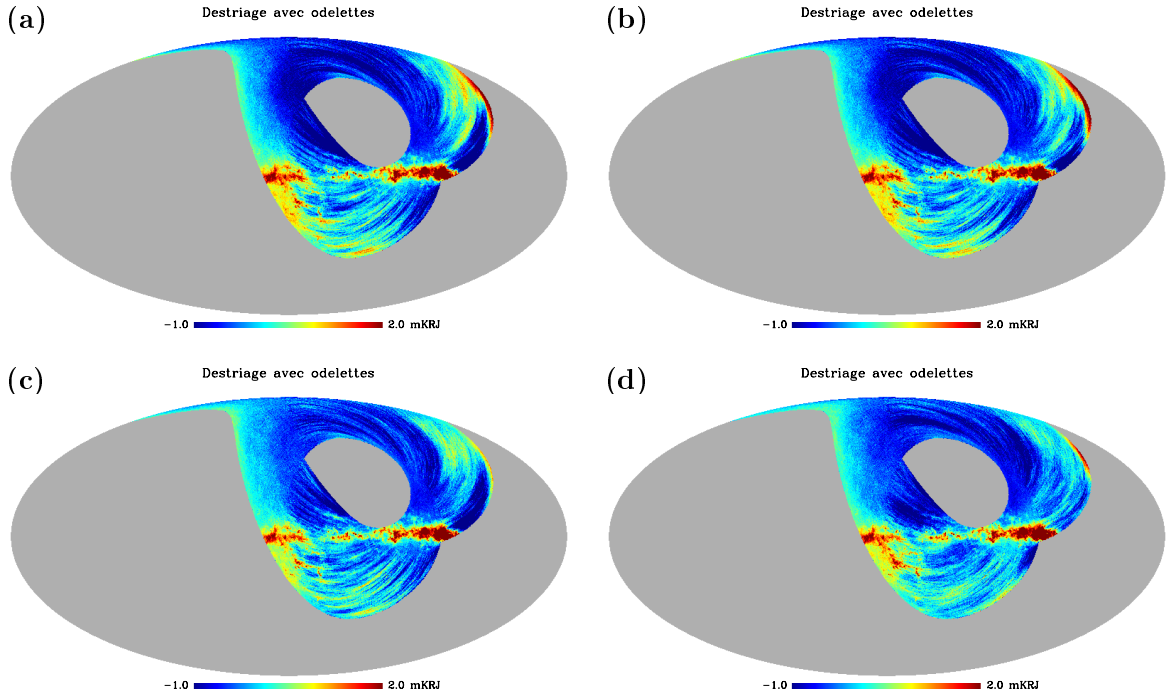 (a)
Destriage avec odelettes
-1.0 2.0 mKRJ
(b)
Destriage avec odelettes
-1.0 2.0 mKRJ
(c)
Destriage avec odelettes
-1.0 2.0 mKRJ
(d)
Destriage avec odelettes
-1.0 2.0 mKRJ